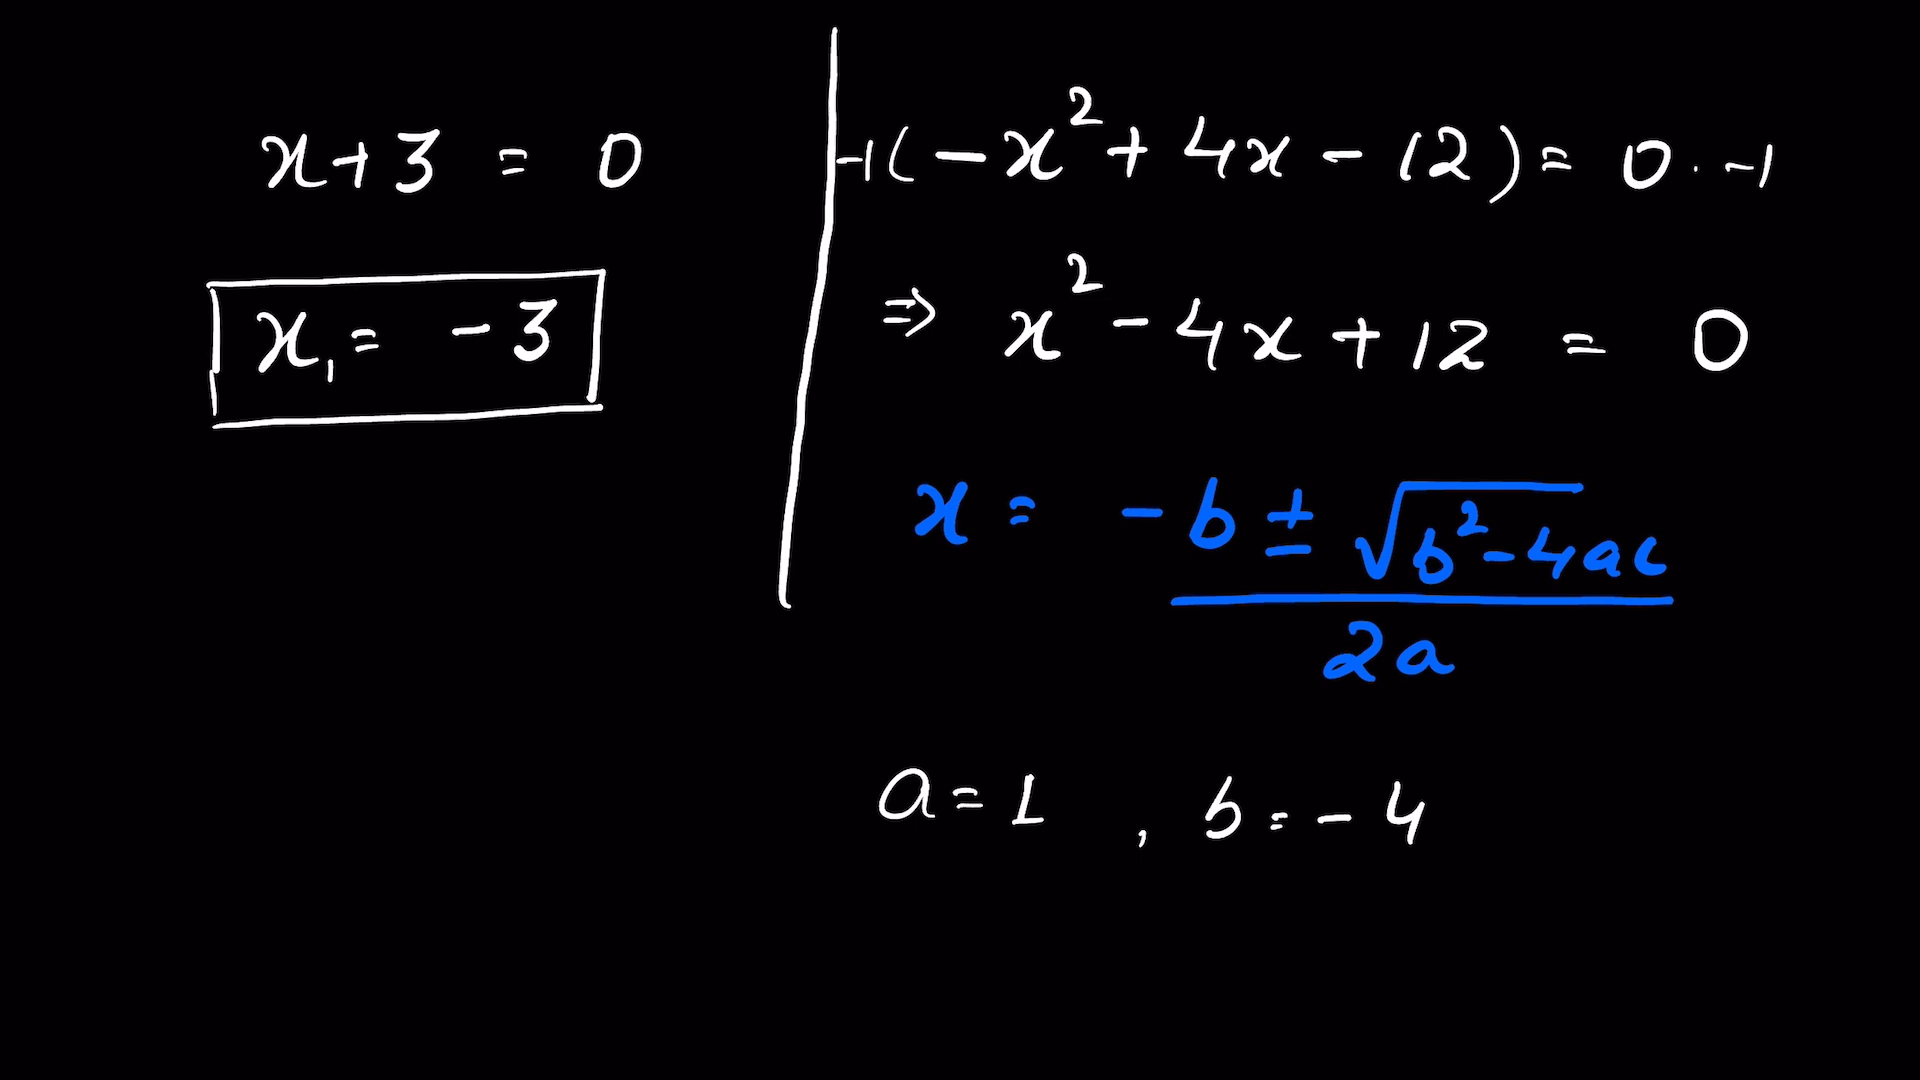 x+3 = 0
x₁ = -3
-1(-x²+4x-12)= 0.-1
⇒ x²-4x+12 = 0
x = -b ± √b²-4ac
2a
a=1 , b=-4